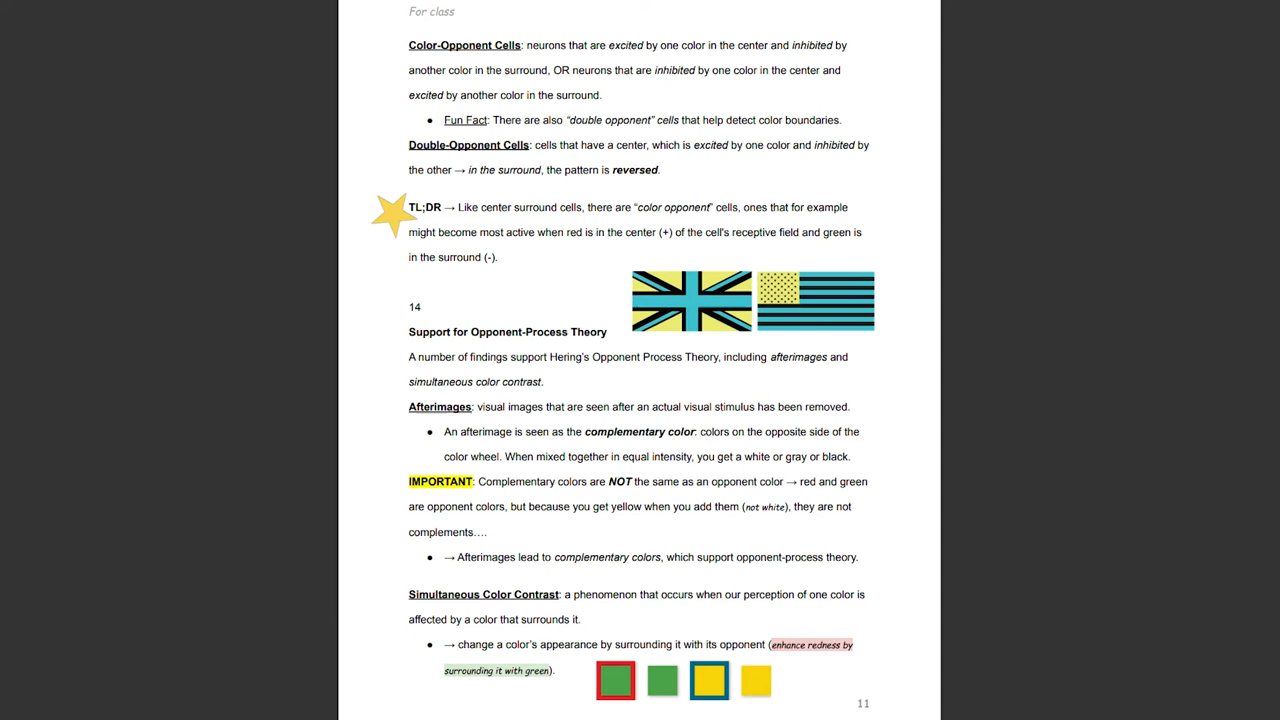 For class
Color-Opponent Cells: neurons that are excited by one color in the center and inhibited by
another color in the surround, OR neurons that are inhibited by one color in the center and
excited by another color in the surround.
● Fun Fact: There are also “double opponent” cells that help detect color boundaries.
Double-Opponent Cells: cells that have a center, which is excited by one color and inhibited by
the other → in the surround, the pattern is reversed.
TL;DR → Like center surround cells, there are “color opponent” cells, ones that for example
might become most active when red is in the center (+) of the cell's receptive field and green is
in the surround (-).
14
Support for Opponent-Process Theory
A number of findings support Hering’s Opponent Process Theory, including afterimages and
simultaneous color contrast.
Afterimages: visual images that are seen after an actual visual stimulus has been removed.
● An afterimage is seen as the complementary color: colors on the opposite side of the
color wheel. When mixed together in equal intensity, you get a white or gray or black.
IMPORTANT: Complementary colors are NOT the same as an opponent color → red and green
are opponent colors, but because you get yellow when you add them (not white), they are not
complements….
● → Afterimages lead to complementary colors, which support opponent-process theory.
Simultaneous Color Contrast: a phenomenon that occurs when our perception of one color is
affected by a color that surrounds it.
● → change a color’s appearance by surrounding it with its opponent (enhance redness by
surrounding it with green).
11